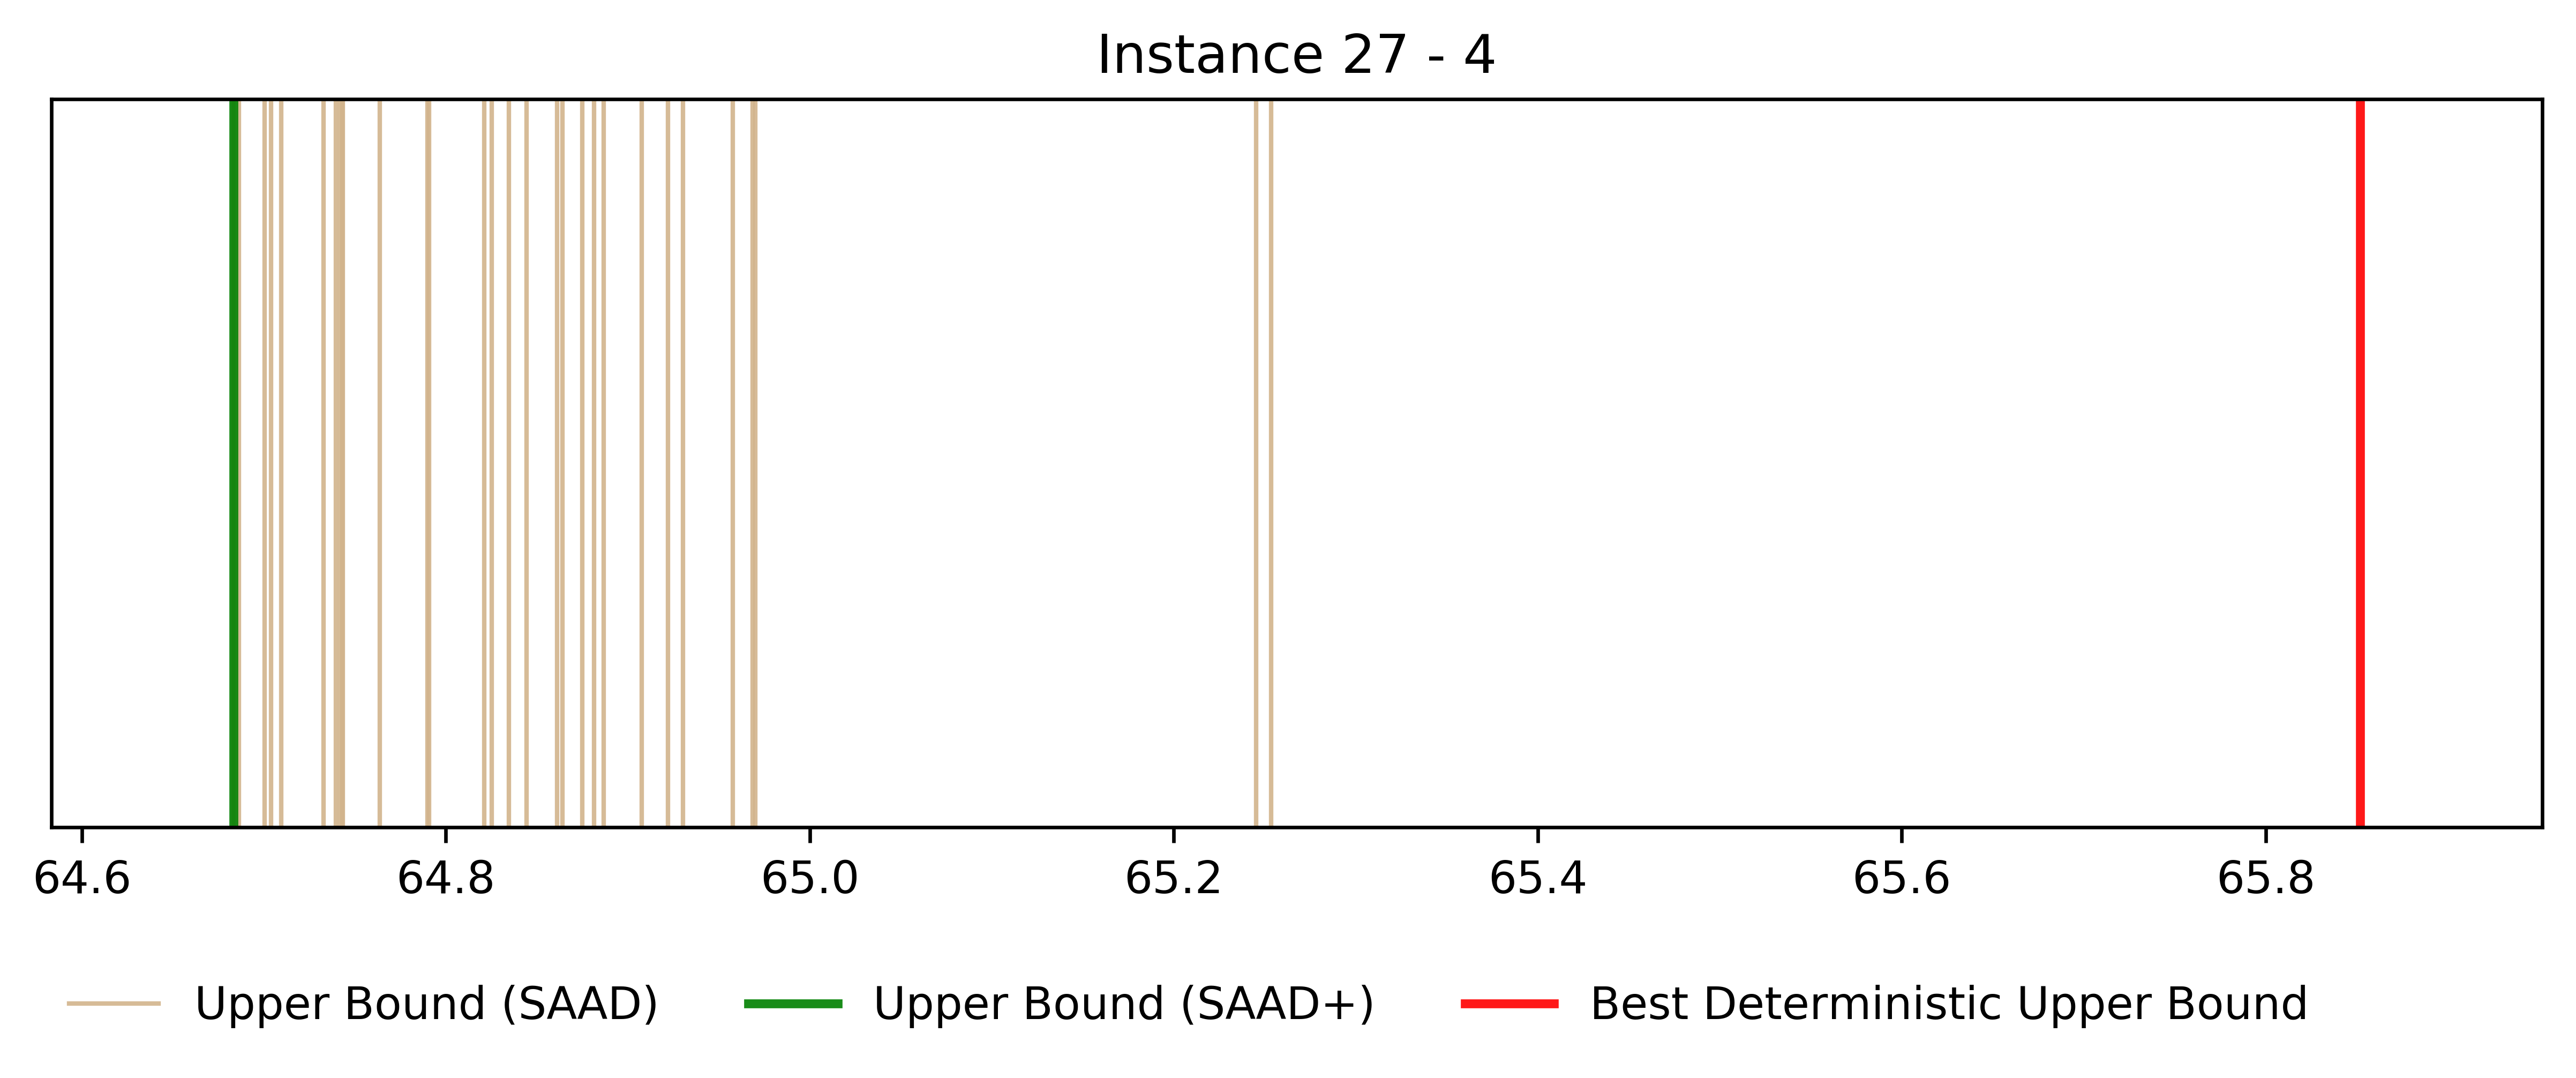 Instance 27 - 4
64.6 64.8 65.0 65.2 65.4 65.6 65.8
Upper Bound (SAAD) Upper Bound (SAAD+) Best Deterministic Upper Bound